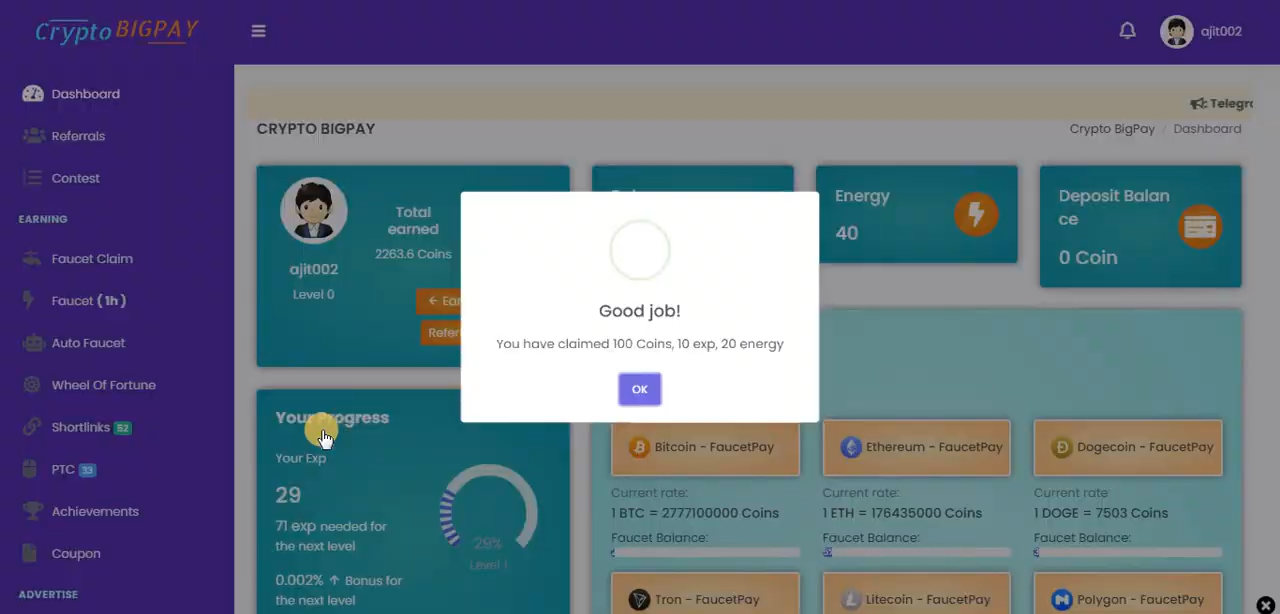 Crypto BIGPAY
ajit002
Dashboard
Referrals
Contest
EARNING
Faucet Claim
Faucet ( 1h )
Auto Faucet
Wheel Of Fortune
Shortlinks 52
PTC 33
Achievements
Coupon
ADVERTISE
Telegra
CRYPTO BIGPAY
Crypto BigPay / Dashboard
Total
earned
2263.6 Coins
ajit002
Level 0
Energy
40
Deposit Balan
ce
0 Coin
Good job!
You have claimed 100 Coins, 10 exp, 20 energy
OK
Your Progress
Your Exp
29
71 exp needed for
the next level
0.002% ↑ Bonus for
the next level
29%
Level 1
Bitcoin - FaucetPay
Current rate:
1 BTC = 2777100000 Coins
Faucet Balance:
Ethereum - FaucetPay
Current rate:
1 ETH = 176435000 Coins
Faucet Balance:
Dogecoin - FaucetPay
Current rate:
1 DOGE = 7503 Coins
Faucet Balance:
Tron - FaucetPay
Litecoin - FaucetPay
Polygon - FaucetPay